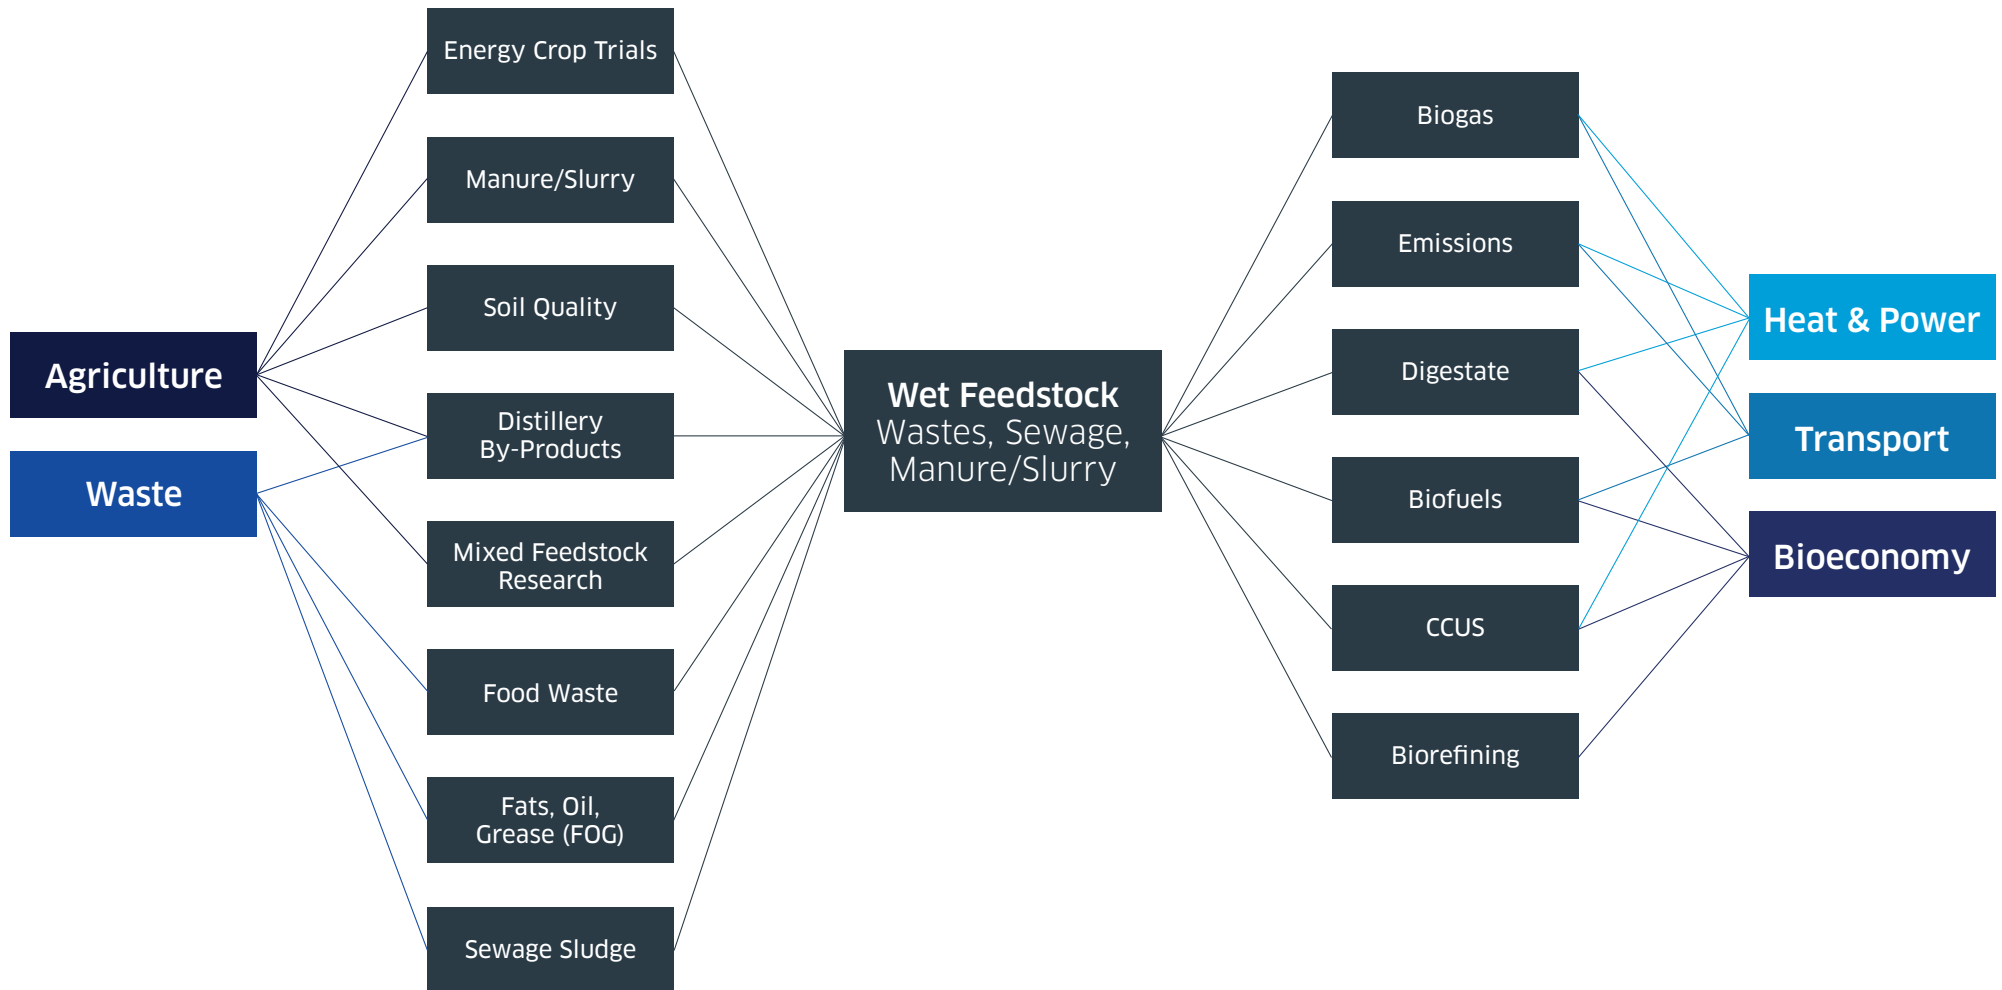 Agriculture
Waste
Energy Crop Trials
Manure/Slurry
Soil Quality
Distillery
By-Products
Mixed Feedstock
Research
Food Waste
Fats, Oil,
Grease (FOG)
Sewage Sludge
Wet Feedstock
Wastes, Sewage,
Manure/Slurry
Biogas
Emissions
Digestate
Biofuels
CCUS
Biorefining
Heat & Power
Transport
Bioeconomy